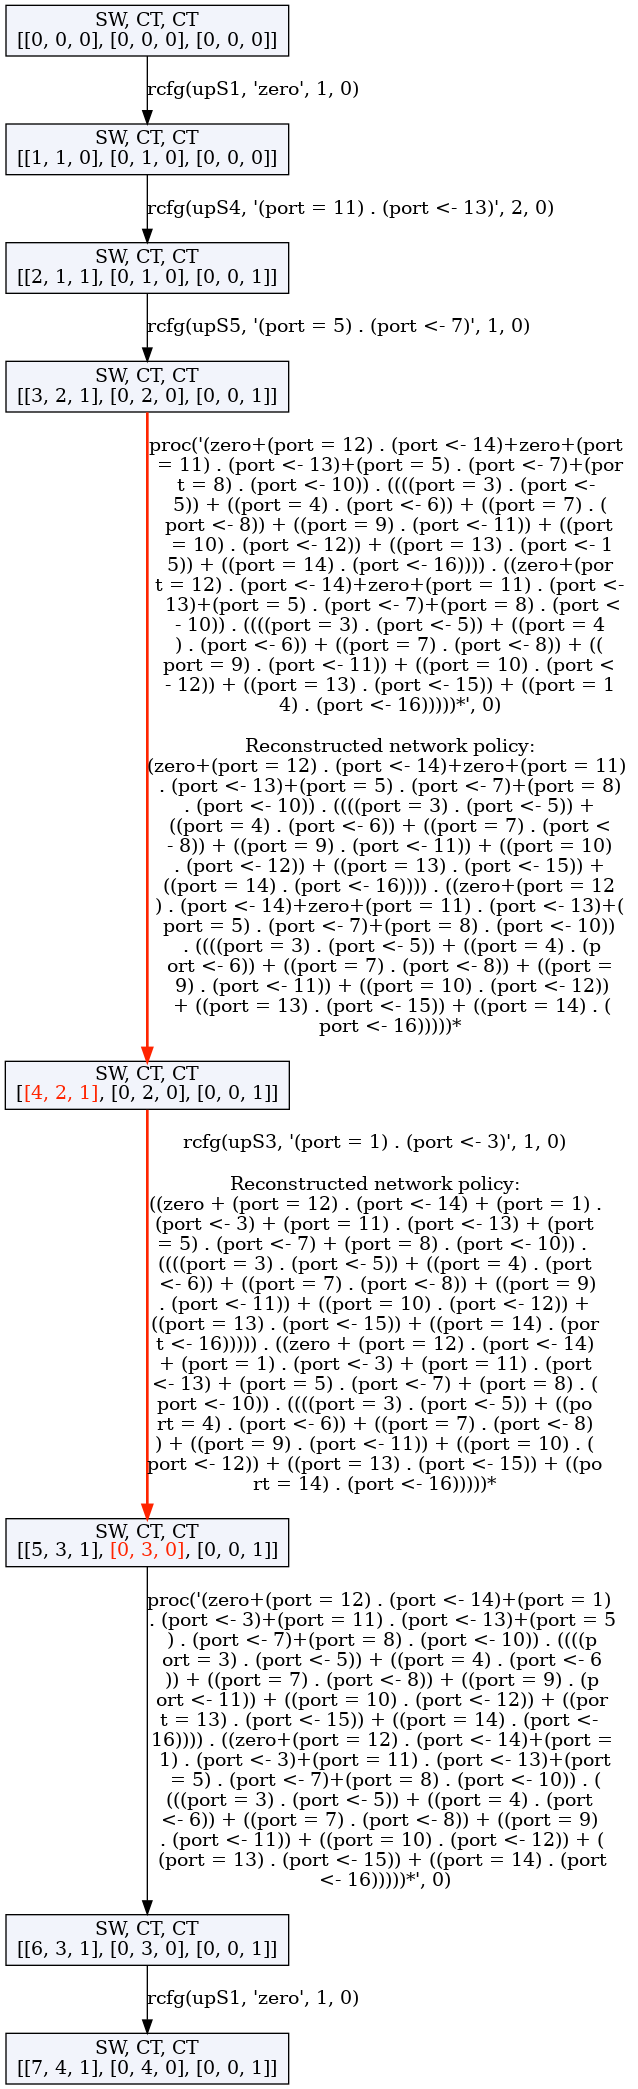 SW, CT, CT
[[0, 0, 0], [0, 0, 0], [0, 0, 0]]
rcfg(upS1, 'zero', 1, 0)
SW, CT, CT
[[1, 1, 0], [0, 1, 0], [0, 0, 0]]
rcfg(upS4, '(port = 11) . (port <- 13)', 2, 0)
SW, CT, CT
[[2, 1, 1], [0, 1, 0], [0, 0, 1]]
rcfg(upS5, '(port = 5) . (port <- 7)', 1, 0)
SW, CT, CT
[[3, 2, 1], [0, 2, 0], [0, 0, 1]]
proc('(zero+(port = 12) . (port <- 14)+zero+(port
= 11) . (port <- 13)+(port = 5) . (port <- 7)+(por
t = 8) . (port <- 10)) . ((((port = 3) . (port <-
5)) + ((port = 4) . (port <- 6)) + ((port = 7) . (
port <- 8)) + ((port = 9) . (port <- 11)) + ((port
= 10) . (port <- 12)) + ((port = 13) . (port <- 1
5)) + ((port = 14) . (port <- 16)))) . ((zero+(por
t = 12) . (port <- 14)+zero+(port = 11) . (port <-
13)+(port = 5) . (port <- 7)+(port = 8) . (port <
- 10)) . ((((port = 3) . (port <- 5)) + ((port = 4
) . (port <- 6)) + ((port = 7) . (port <- 8)) + ((
port = 9) . (port <- 11)) + ((port = 10) . (port <
- 12)) + ((port = 13) . (port <- 15)) + ((port = 1
4) . (port <- 16)))))*', 0)
Reconstructed network policy:
(zero+(port = 12) . (port <- 14)+zero+(port = 11)
. (port <- 13)+(port = 5) . (port <- 7)+(port = 8)
. (port <- 10)) . ((((port = 3) . (port <- 5)) +
((port = 4) . (port <- 6)) + ((port = 7) . (port <
- 8)) + ((port = 9) . (port <- 11)) + ((port = 10)
. (port <- 12)) + ((port = 13) . (port <- 15)) +
((port = 14) . (port <- 16)))) . ((zero+(port = 12
) . (port <- 14)+zero+(port = 11) . (port <- 13)+(
port = 5) . (port <- 7)+(port = 8) . (port <- 10))
. ((((port = 3) . (port <- 5)) + ((port = 4) . (p
ort <- 6)) + ((port = 7) . (port <- 8)) + ((port =
9) . (port <- 11)) + ((port = 10) . (port <- 12))
+ ((port = 13) . (port <- 15)) + ((port = 14) . (
port <- 16)))))*
SW, CT, CT
[[4, 2, 1], [0, 2, 0], [0, 0, 1]]
rcfg(upS3, '(port = 1) . (port <- 3)', 1, 0)
Reconstructed network policy:
((zero + (port = 12) . (port <- 14) + (port = 1) .
(port <- 3) + (port = 11) . (port <- 13) + (port
= 5) . (port <- 7) + (port = 8) . (port <- 10)) .
((((port = 3) . (port <- 5)) + ((port = 4) . (port
<- 6)) + ((port = 7) . (port <- 8)) + ((port = 9)
. (port <- 11)) + ((port = 10) . (port <- 12)) +
((port = 13) . (port <- 15)) + ((port = 14) . (por
t <- 16))))) . ((zero + (port = 12) . (port <- 14)
+ (port = 1) . (port <- 3) + (port = 11) . (port
<- 13) + (port = 5) . (port <- 7) + (port = 8) . (
port <- 10)) . ((((port = 3) . (port <- 5)) + ((po
rt = 4) . (port <- 6)) + ((port = 7) . (port <- 8)
) + ((port = 9) . (port <- 11)) + ((port = 10) . (
port <- 12)) + ((port = 13) . (port <- 15)) + ((po
rt = 14) . (port <- 16)))))*
SW, CT, CT
[[5, 3, 1], [0, 3, 0], [0, 0, 1]]
proc('(zero+(port = 12) . (port <- 14)+(port = 1)
. (port <- 3)+(port = 11) . (port <- 13)+(port = 5
) . (port <- 7)+(port = 8) . (port <- 10)) . ((((p
ort = 3) . (port <- 5)) + ((port = 4) . (port <- 6
)) + ((port = 7) . (port <- 8)) + ((port = 9) . (p
ort <- 11)) + ((port = 10) . (port <- 12)) + ((por
t = 13) . (port <- 15)) + ((port = 14) . (port <-
16)))) . ((zero+(port = 12) . (port <- 14)+(port =
1) . (port <- 3)+(port = 11) . (port <- 13)+(port
= 5) . (port <- 7)+(port = 8) . (port <- 10)) . (
(((port = 3) . (port <- 5)) + ((port = 4) . (port
<- 6)) + ((port = 7) . (port <- 8)) + ((port = 9)
. (port <- 11)) + ((port = 10) . (port <- 12)) + (
(port = 13) . (port <- 15)) + ((port = 14) . (port
<- 16)))))*', 0)
SW, CT, CT
[[6, 3, 1], [0, 3, 0], [0, 0, 1]]
rcfg(upS1, 'zero', 1, 0)
SW, CT, CT
[[7, 4, 1], [0, 4, 0], [0, 0, 1]]